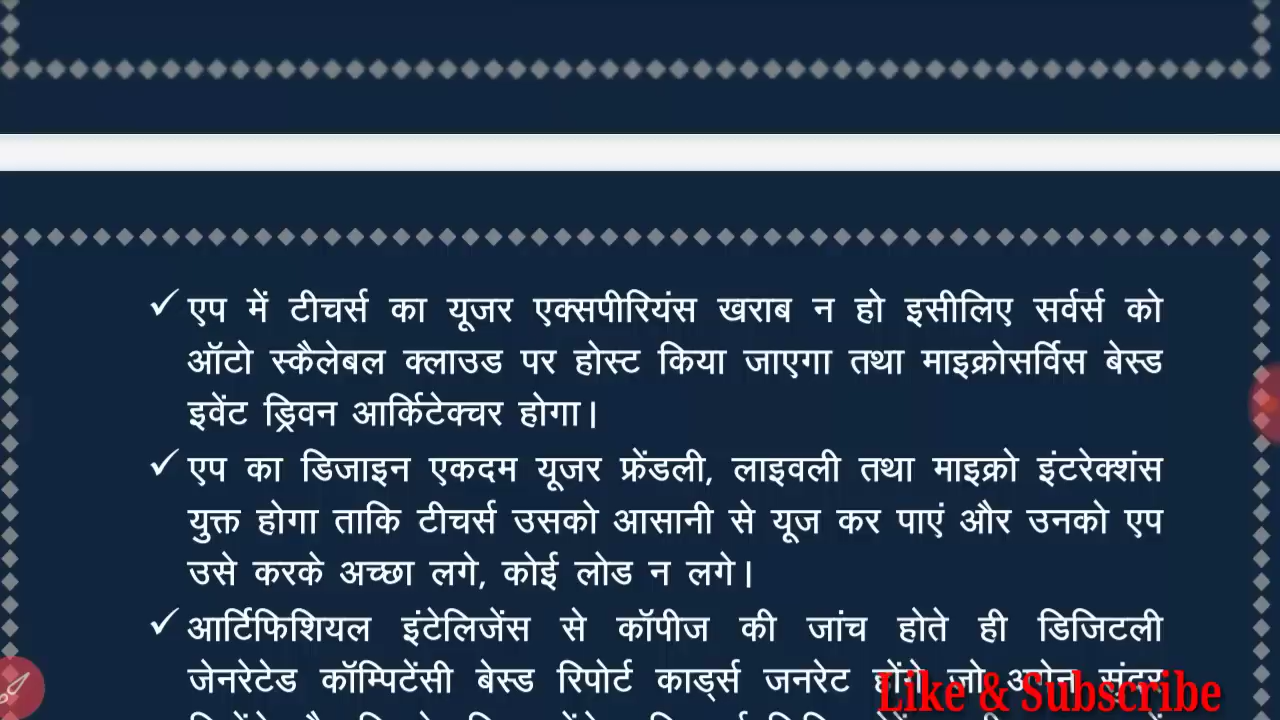 ✓ एप में टीचर्स का यूजर एक्सपीरियंस खराब न हो इसीलिए सर्वर्स को
ऑटो स्कैलेबल क्लाउड पर होस्ट किया जाएगा तथा माइक्रोसर्विस बेस्ड
इवेंट ड्रिवन आर्किटेक्चर होगा।
✓ एप का डिजाइन एकदम यूजर फ्रेंडली, लाइवली तथा माइक्रो इंटरेक्शंस
युक्त होगा ताकि टीचर्स उसको आसानी से यूज कर पाएं और उनको एप
उसे करके अच्छा लगे, कोई लोड न लगे।
✓ आर्टिफिशियल इंटेलिजेंस से कॉपीज की जांच होते ही डिजिटली
जेनरेटेड कॉम्पिटेंसी बेस्ड रिपोर्ट कार्ड्स जनरेट होंगे जो
Like & Subscribe